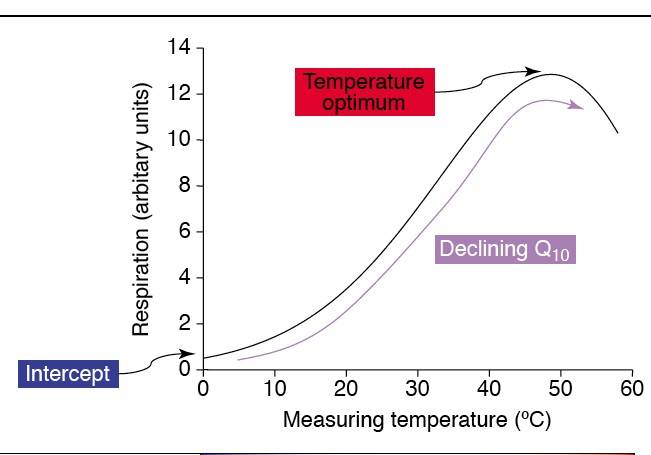 14
12
10
8
6
4
2
0
Respiration (arbitary units)
Temperature
optimum
Declining Q10
Intercept
0 10 20 30 40 50 60
Measuring temperature (ºC)